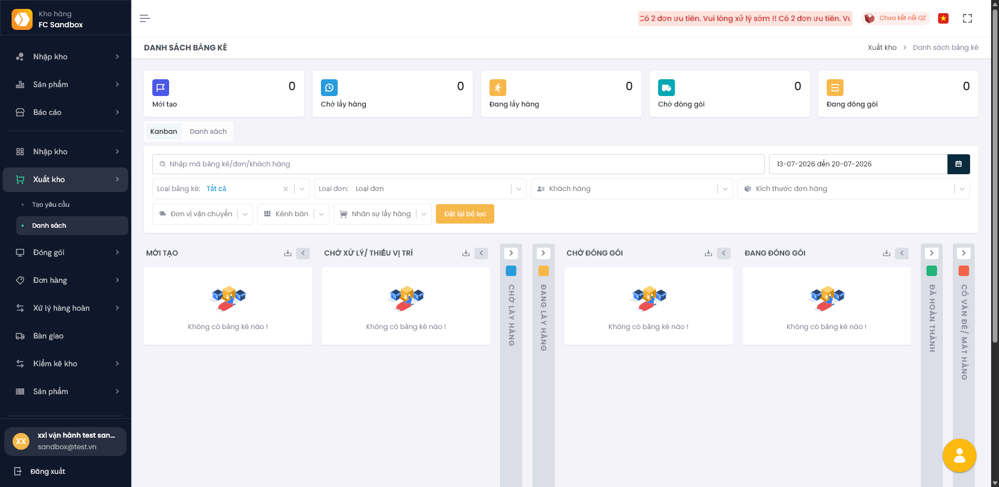 Kho hàng
FC Sandbox
Nhập kho
Sản phẩm
Báo cáo
Nhập kho
Xuất kho
Tạo yêu cầu
Danh sách
Đóng gói
Đơn hàng
Xử lý hàng hoàn
Bàn giao
Kiểm kê kho
Sản phẩm
XX
xxi vận hành test san...
sandbox@test.vn
Đăng xuất
Có 2 đơn ưu tiên. Vui lòng xử lý sớm !! Có 2 đơn ưu tiên. Vu
Chưa kết nối QZ
DANH SÁCH BẢNG KÊ
Xuất kho > Danh sách bảng kê
0
Mới tạo
0
Chờ lấy hàng
0
Đang lấy hàng
0
Chờ đóng gói
0
Đang đóng gói
Kanban
Danh sách
Nhập mã bảng kê/đơn/khách hàng
13-07-2026 đến 20-07-2026
Loại bảng kê: Tất cả
Loại đơn: Loại đơn
Khách hàng
Kích thước đơn hàng
Đơn vị vận chuyển
Kênh bán
Nhân sự lấy hàng
Đặt lại bộ lọc
MỚI TẠO
Không có bảng kê nào !
CHỜ XỬ LÝ/ THIẾU VỊ TRÍ
Không có bảng kê nào !
CHỜ LẤY HÀNG
ĐANG LẤY HÀNG
CHỜ ĐÓNG GÓI
Không có bảng kê nào !
ĐANG ĐÓNG GÓI
Không có bảng kê nào !
ĐÃ HOÀN THÀNH
CÓ VẤN ĐỀ/ MẤT HÀNG